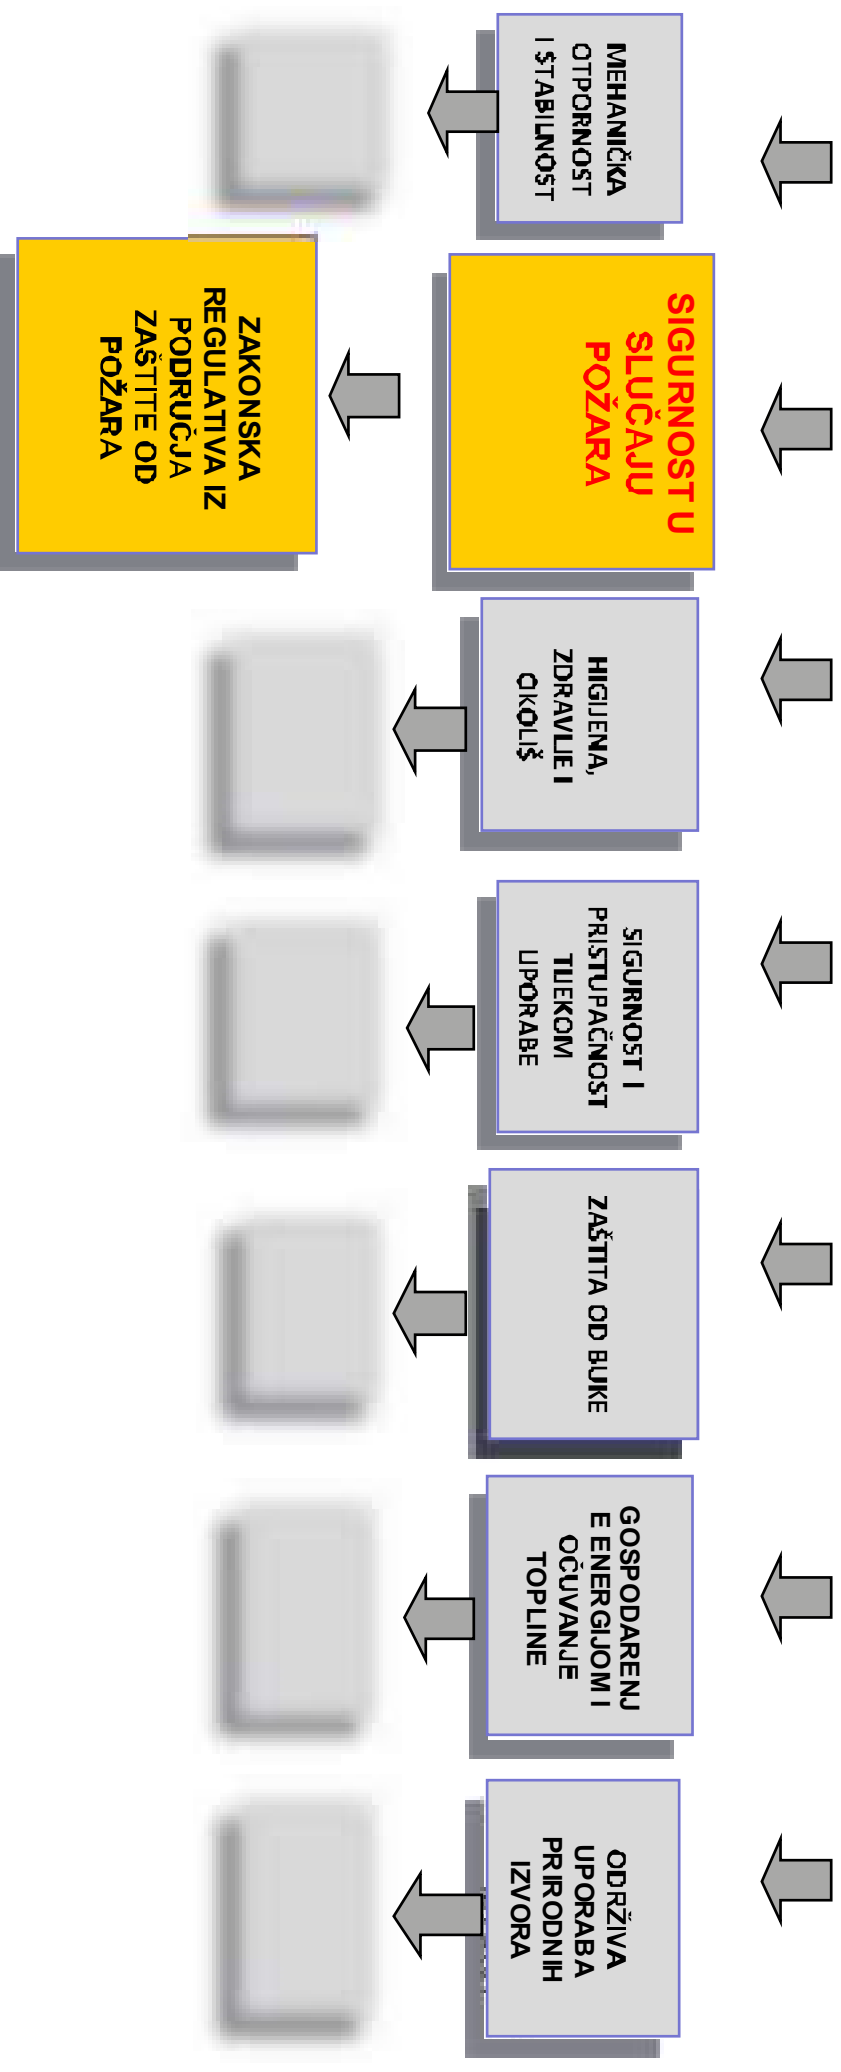 MEHANIČKA
OTPORNOST
I STABILNOST
SIGURNOST U
SLUČAJU
POŽARA
HIGIJENA,
ZDRAVLJE I
OKOLIŠ
SIGURNOST I
PRISTUPAČNOST
TIJEKOM
UPORABE
ZAŠTITA OD BUKE
GOSPODARENJ
E ENERGIJOM I
OČUVANJE
TOPLINE
ODRŽIVA
UPORABA
PRIRODNIH
IZVORA
ZAKONSKA
REGULATIVA IZ
PODRUČJA
ZAŠTITE OD
POŽARA